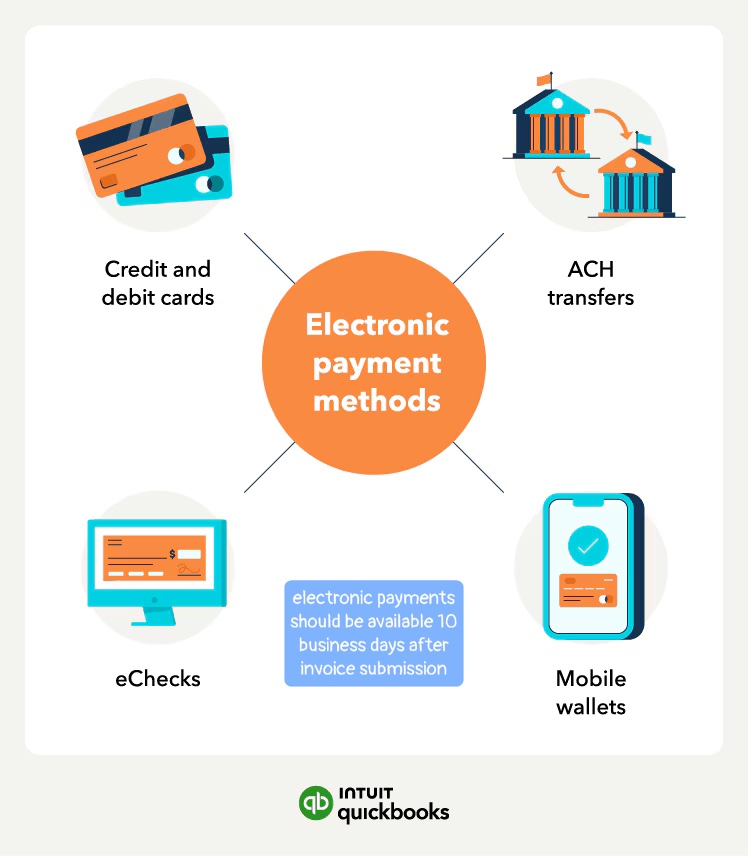 Credit and
debit cards
ACH
transfers
Electronic
payment
methods
$
eChecks
electronic payments
should be available 10
business days after
invoice submission
Mobile
wallets
qb INTUIT
quickbooks